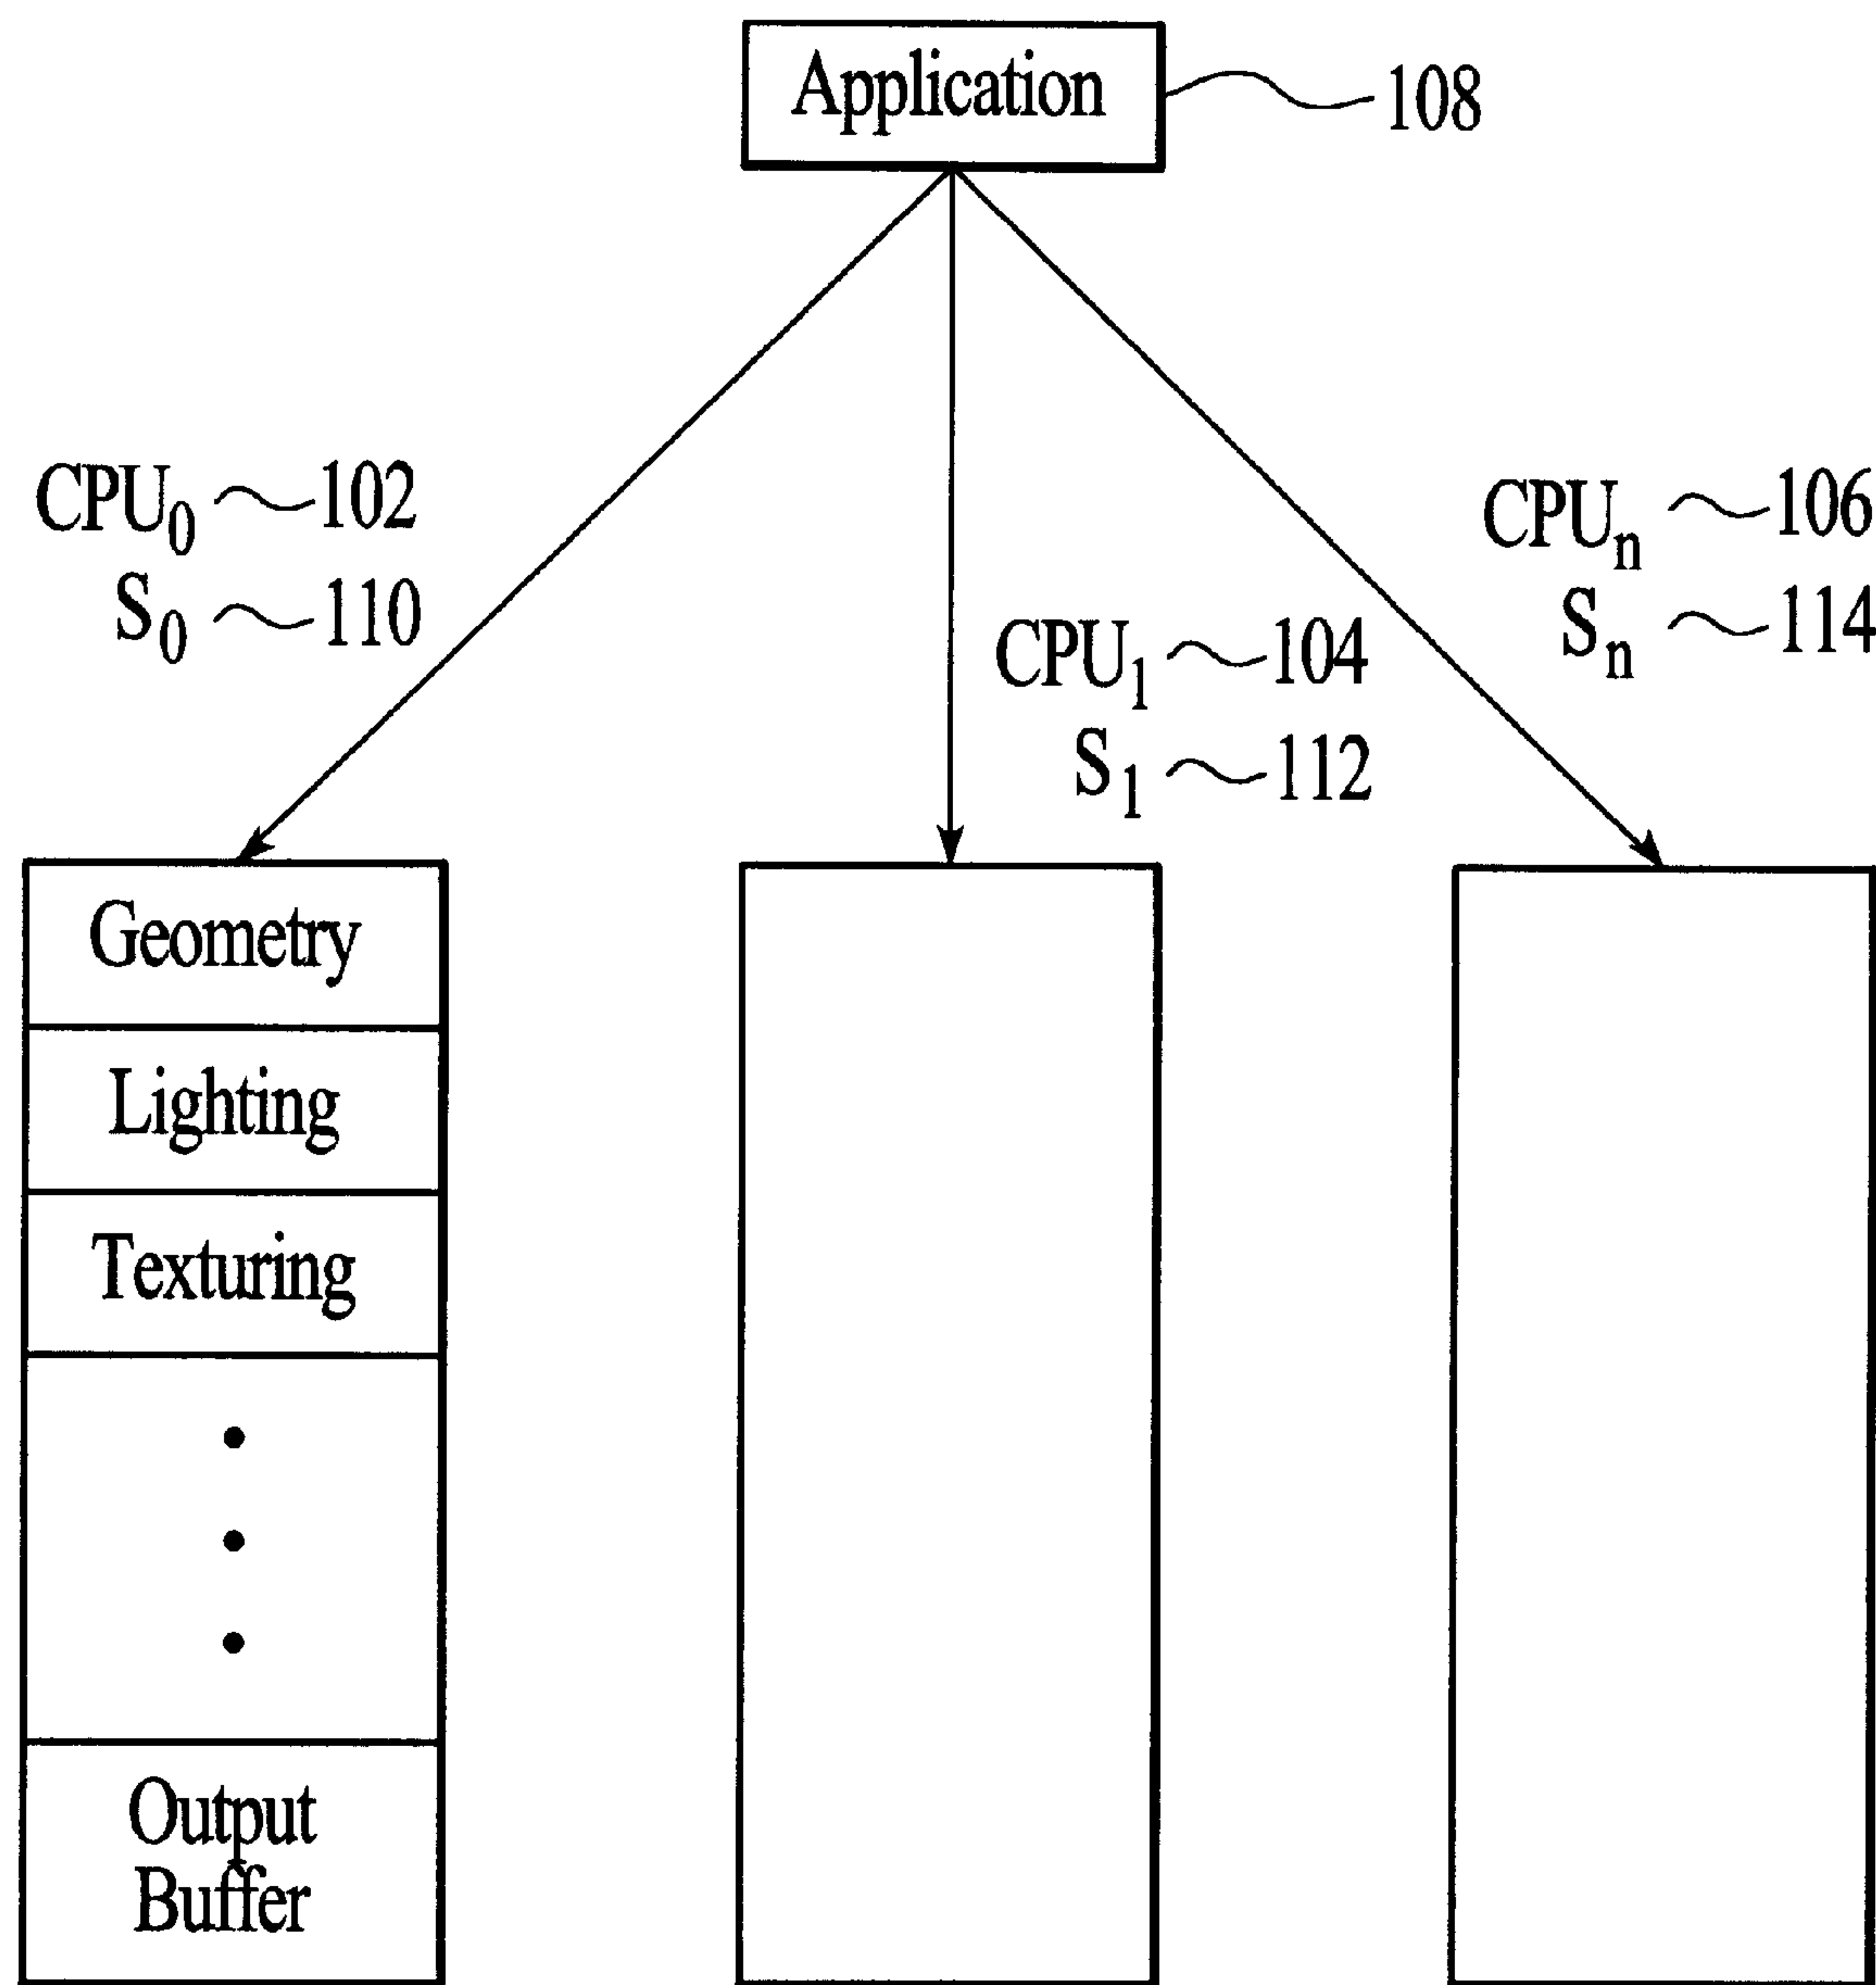 Application 108
CPU0 102
S0 110
CPUn 106
Sn 114
CPU1 104
S1 112
Geometry
Lighting
Texturing
Output
Buffer